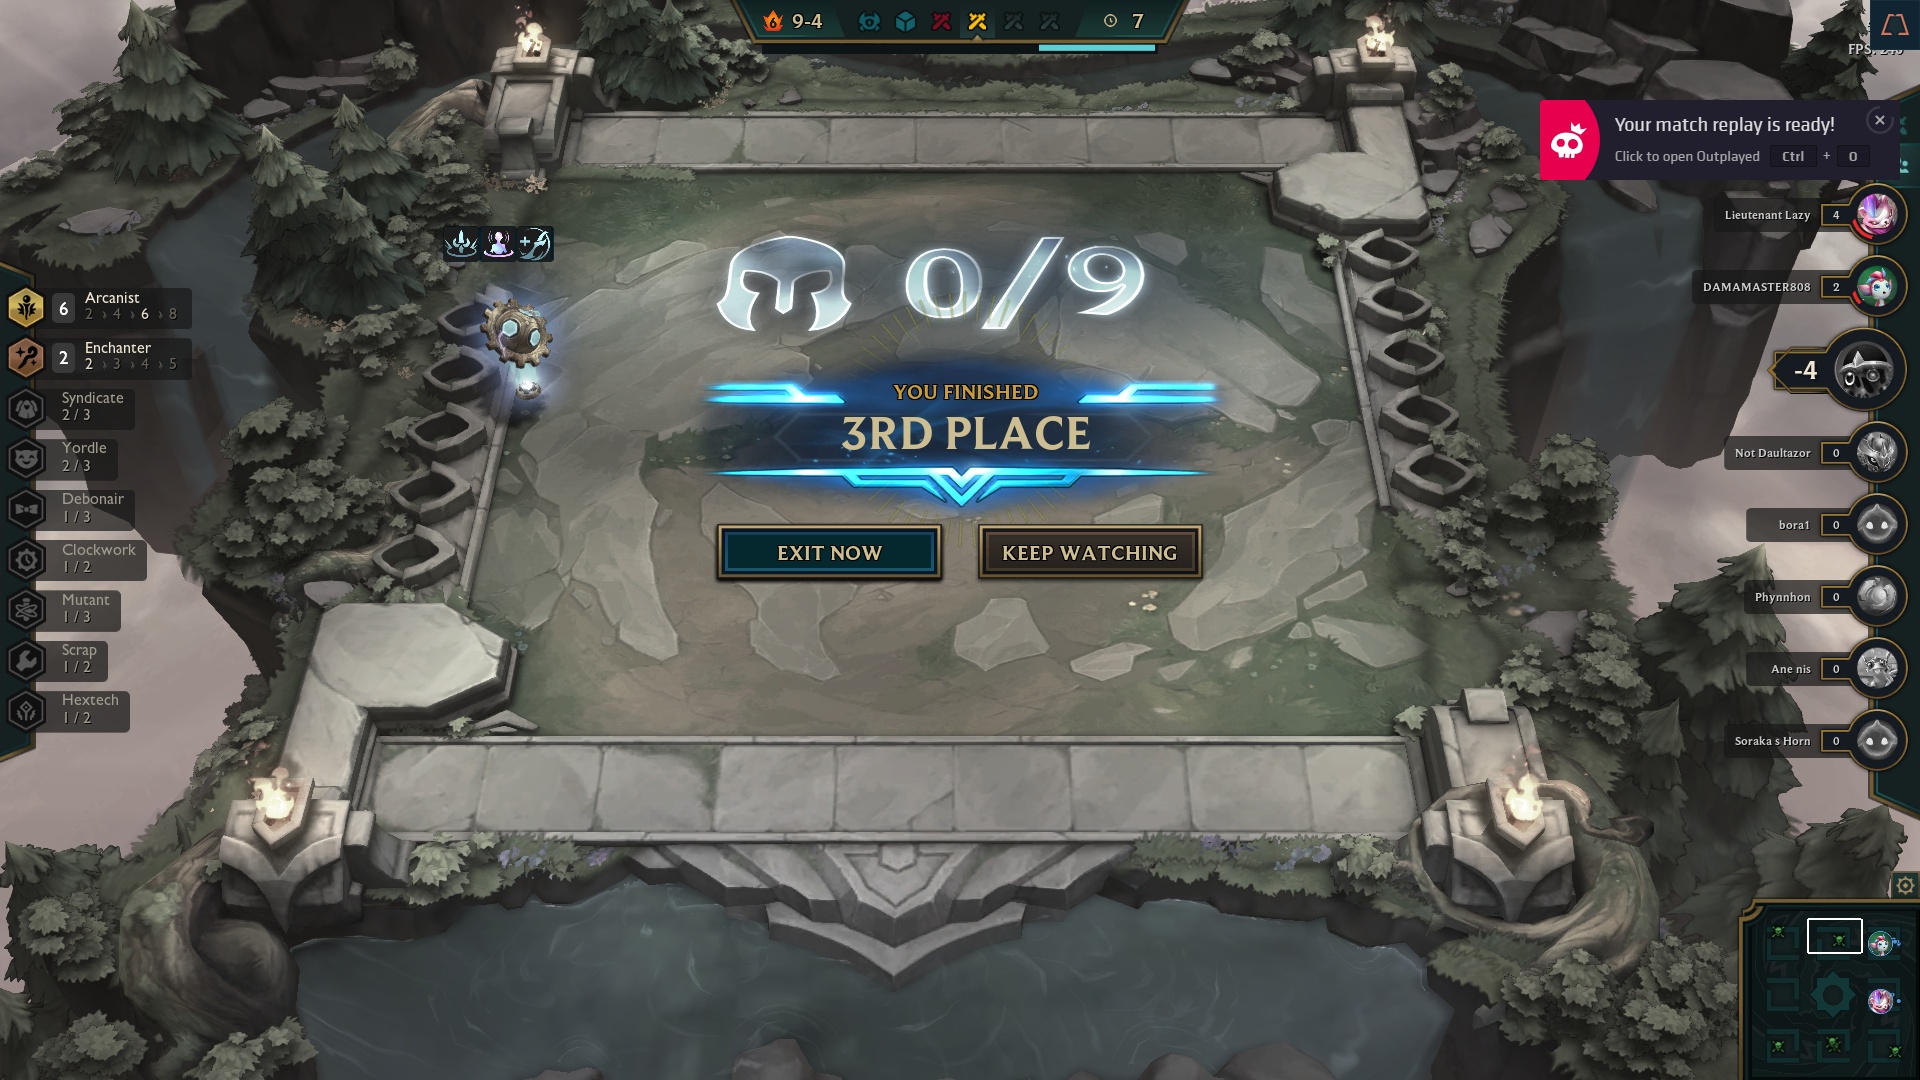 9-4
7
FPS: 240
Your match replay is ready!
Click to open Outplayed Ctrl + O
Lieutenant Lazy 4
DAMAMASTER808 2
-4
Not Daultazor 0
bora1 0
Phynnhon 0
Ane nis 0
Soraka s Horn 0
6 Arcanist
2 › 4 › 6 › 8
2 Enchanter
2 › 3 › 4 › 5
Syndicate
2 / 3
Yordle
2 / 3
Debonair
1 / 3
Clockwork
1 / 2
Mutant
1 / 3
Scrap
1 / 2
Hextech
1 / 2
0/9
YOU FINISHED
3RD PLACE
EXIT NOW
KEEP WATCHING